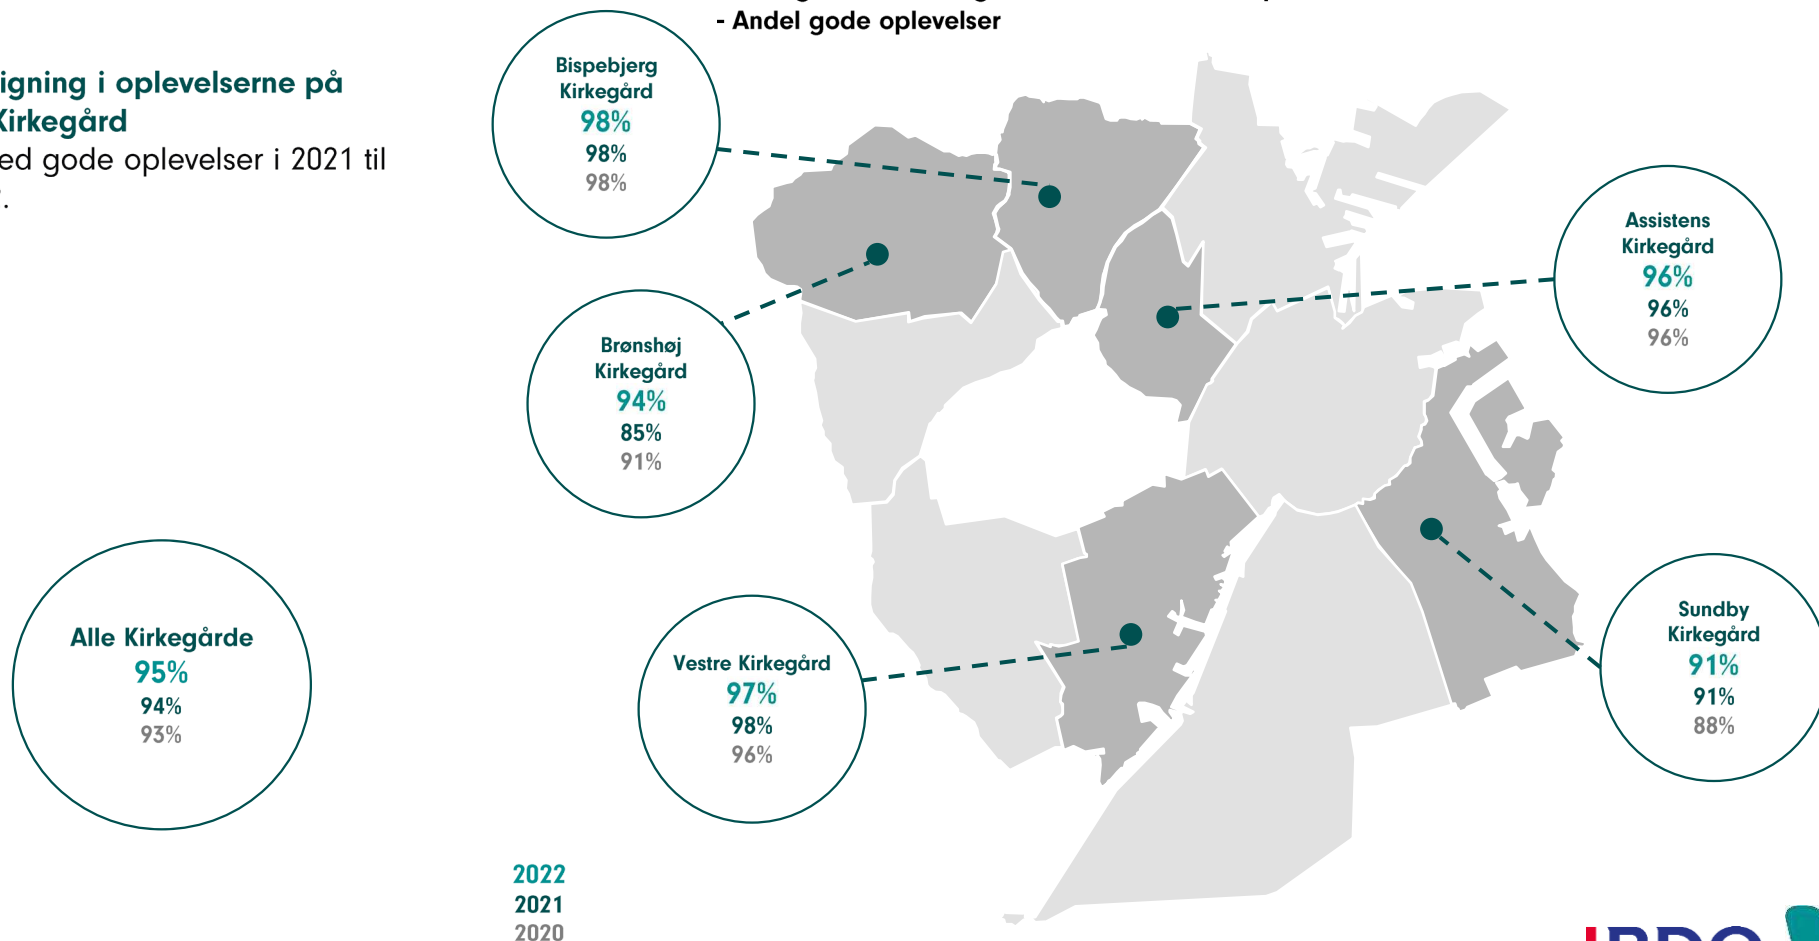 - Andel gode oplevelser
igning i oplevelserne på
Kirkegård
ed gode oplevelser i 2021 til
.
Bispebjerg
Kirkegård
98%
98%
98%
Assistens
Kirkegård
96%
96%
96%
Brønshøj
Kirkegård
94%
85%
91%
Alle Kirkegårde
95%
94%
93%
Vestre Kirkegård
97%
98%
96%
Sundby
Kirkegård
91%
91%
88%
2022
2021
2020
BDO